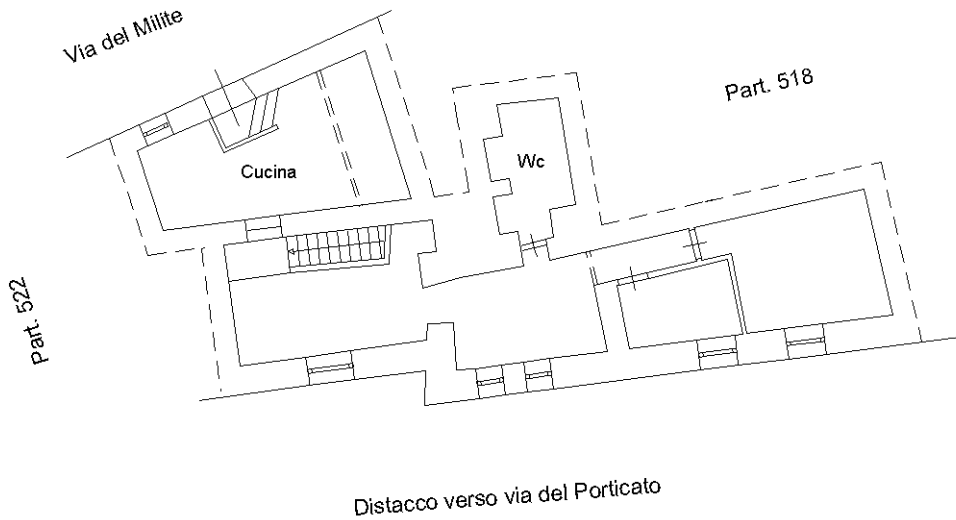 Via del Milite
Part. 518
Wc
Cucina
Part. 522
Distacco verso via del Porticato